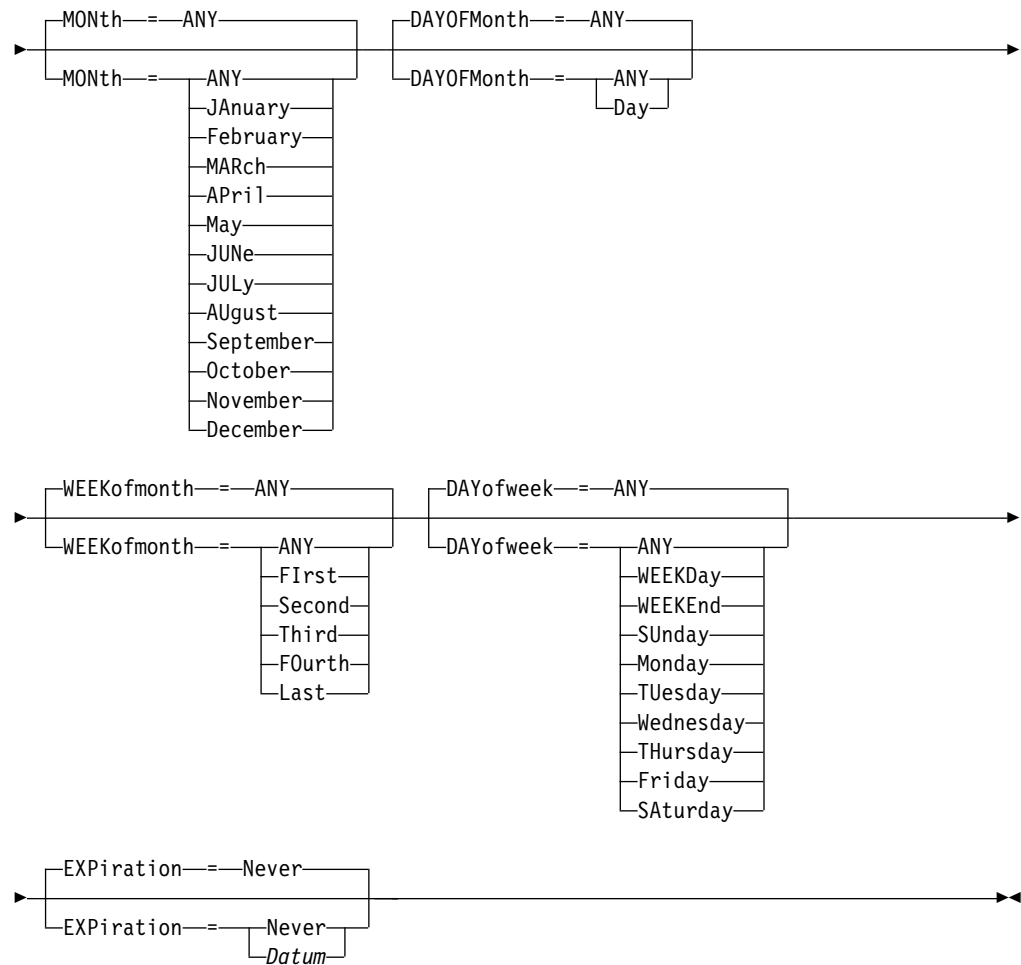 MONth = ANY DAYOFMonth = ANY
MONth = ANY DAYOFMonth = ANY
JAnuary Day
February
MARch
APril
May
JUNe
JULy
AUgust
September
October
November
December
WEEKofmonth = ANY DAYofweek = ANY
WEEKofmonth = ANY DAYofweek = ANY
FIrst WEEKDay
Second WEEKEnd
Third SUnday
FOurth Monday
Last TUesday
Wednesday
THursday
Friday
SAturday
EXPiration = Never
EXPiration = Never
Datum